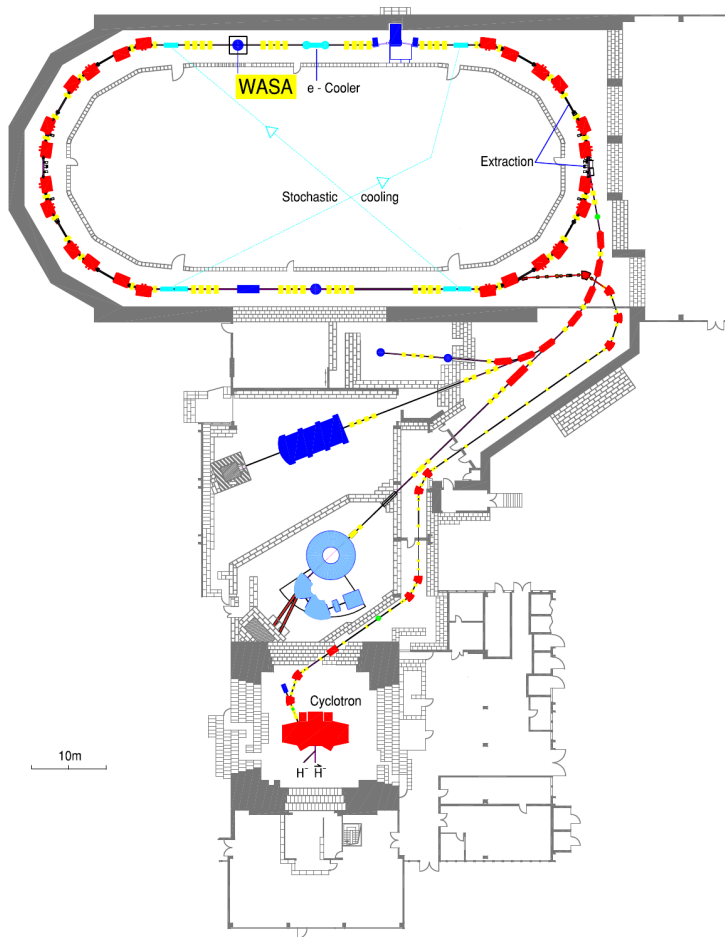 WASA
e - Cooler
Extraction
Stochastic cooling
Cyclotron
H⁻ H⃗⁻
10m